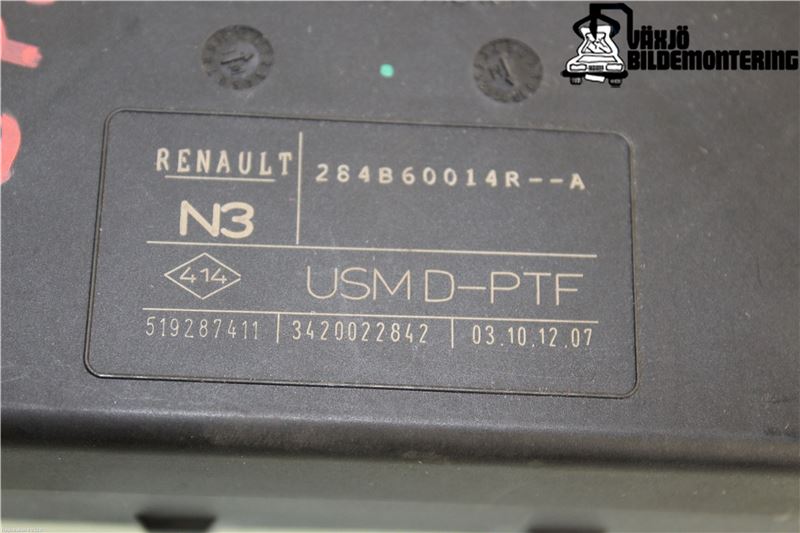 VÄXJÖ
BILDEMONTERING
RENAULT
284B60014R--A
N3
414
USM D-PTF
519287411 | 3420022842 | 03.10.12.07